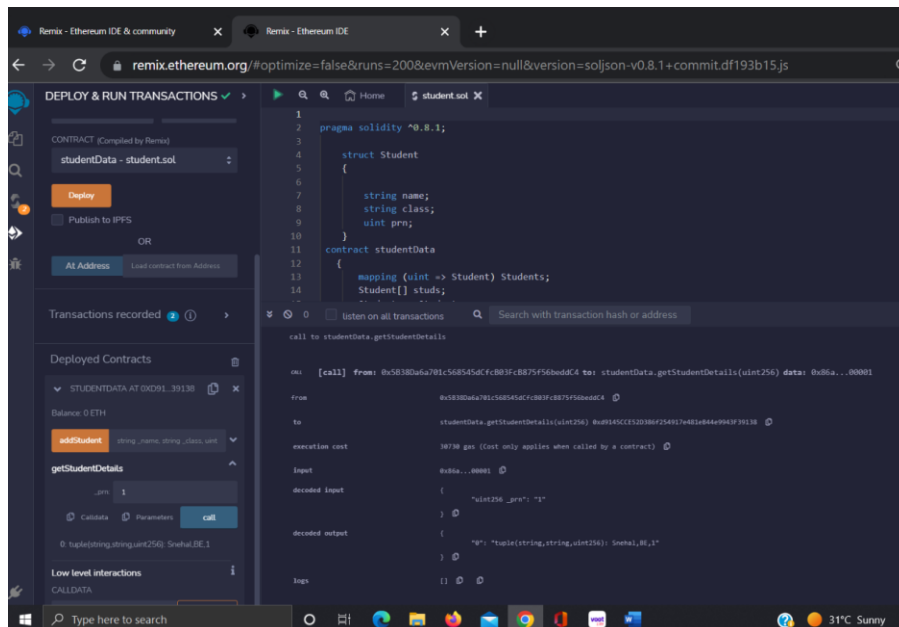 Remix - Ethereum IDE & community
Remix - Ethereum IDE
remix.ethereum.org/#optimize=false&runs=200&evmVersion=null&version=soljson-v0.8.1+commit.df193b15.js
DEPLOY & RUN TRANSACTIONS
CONTRACT (Compiled by Remix)
studentData - student.sol
Deploy
Publish to IPFS
OR
At Address Load contract from Address
Transactions recorded 2
Deployed Contracts
STUDENTDATA AT 0XD91...39138
Balance: 0 ETH
addStudent string _name, string _class, uint
getStudentDetails
_prn: 1
Calldata Parameters call
0: tuple(string,string,uint256): Snehal,BE,1
Low level interactions
CALLDATA
Home student.sol
1
2 pragma solidity ^0.8.1;
3
4 struct Student
5 {
6
7 string name;
8 string class;
9 uint prn;
10 }
11 contract studentData
12 {
13 mapping (uint => Student) Students;
14 Student[] studs;
0 listen on all transactions Search with transaction hash or address
call to studentData.getStudentDetails
CALL [call] from: 0x5B38Da6a701c568545dCfcB03FcB875f56beddC4 to: studentData.getStudentDetails(uint256) data: 0x86a...00001
from 0x5B38Da6a701c568545dCfcB03FcB875f56beddC4
to studentData.getStudentDetails(uint256) 0xd9145CCE52D386f254917e481eB44e9943F39138
execution cost 30730 gas (Cost only applies when called by a contract)
input 0x86a...00001
decoded input {
"uint256 _prn": "1"
}
decoded output {
"0": "tuple(string,string,uint256): Snehal,BE,1"
}
logs []
Type here to search
31°C Sunny